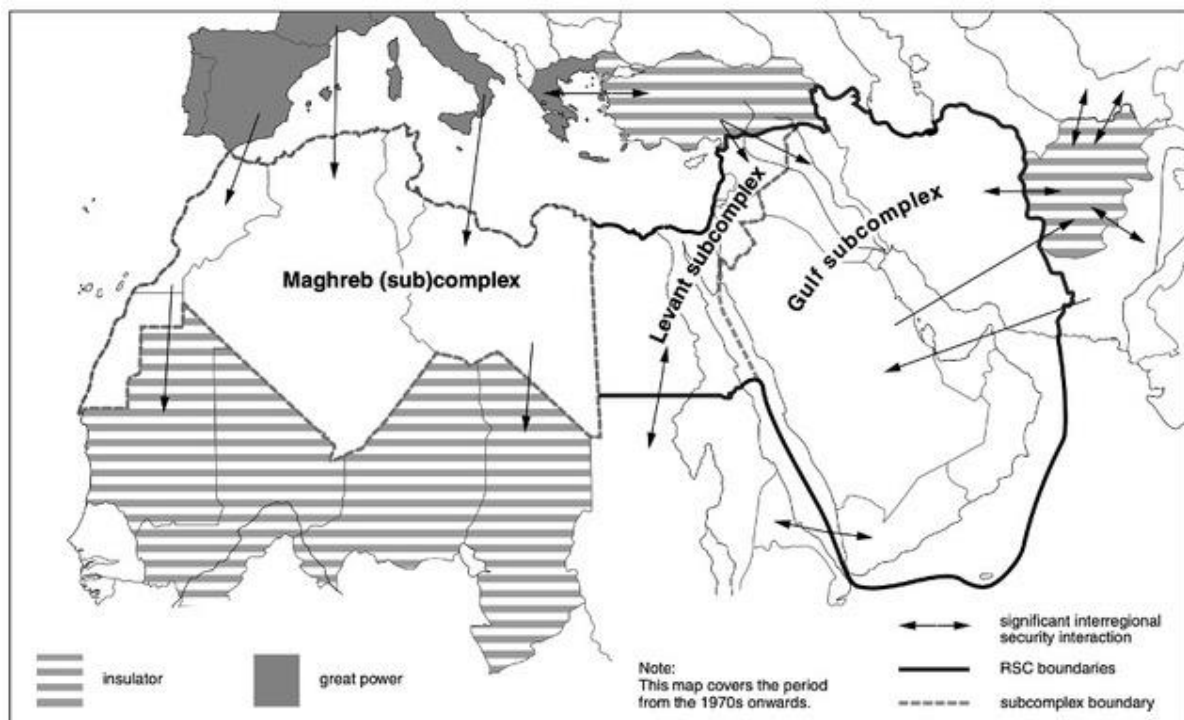 Maghreb (sub)complex
Levant subcomplex
Gulf subcomplex
insulator
great power
Note:
This map covers the period
from the 1970s onwards.
significant interregional
security interaction
RSC boundaries
subcomplex boundary